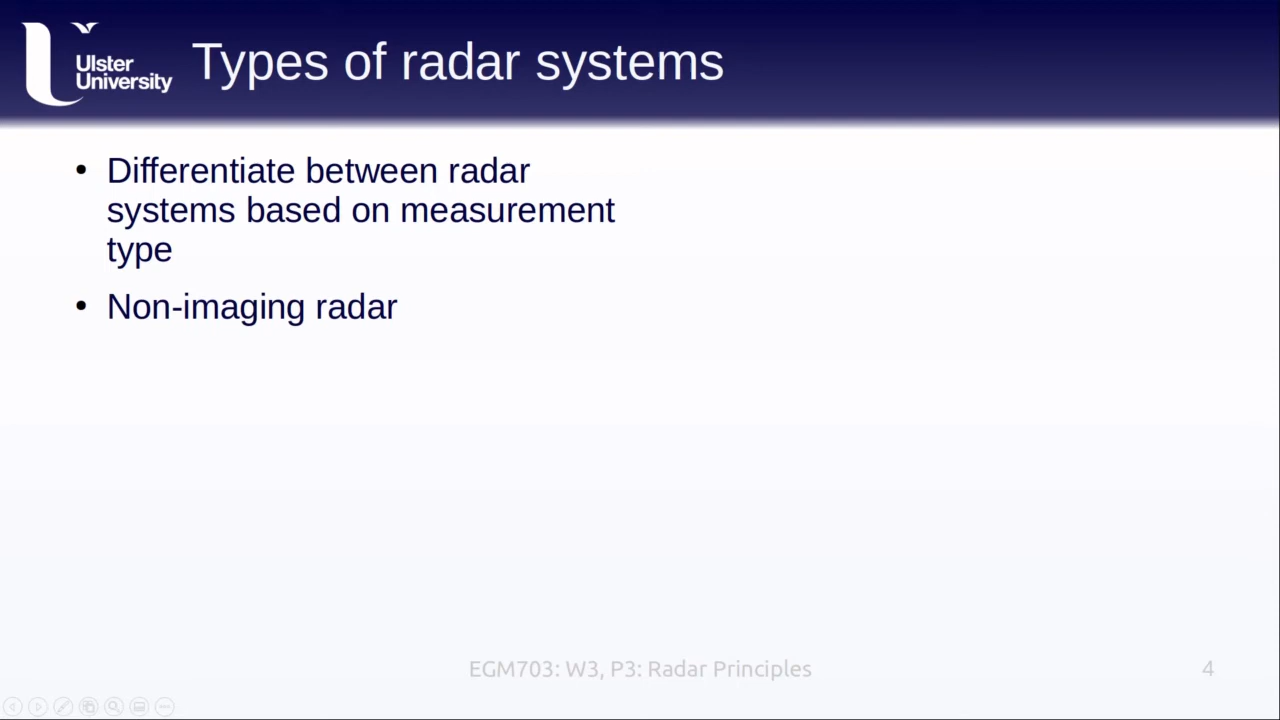 Ulster
University
Types of radar systems
• Differentiate between radar
systems based on measurement
type
• Non-imaging radar
EGM703: W3, P3: Radar Principles
4